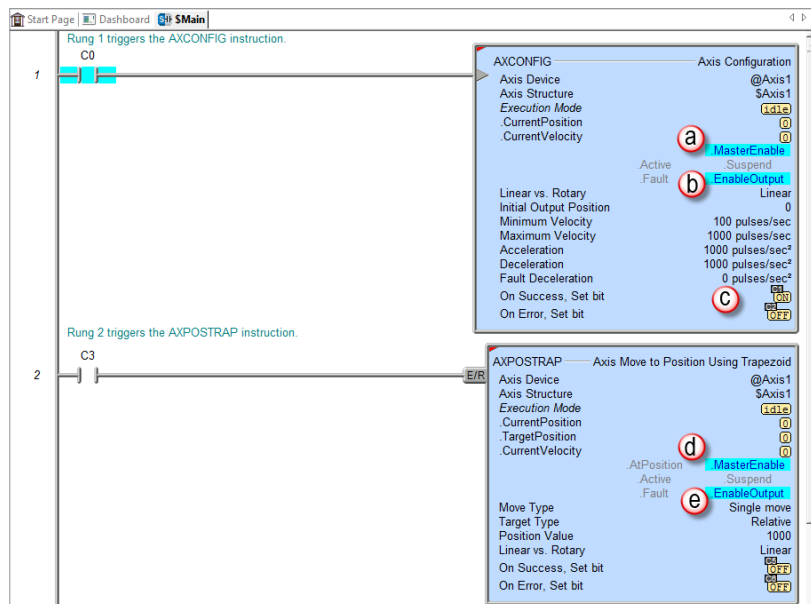 Start Page Dashboard $Main
Rung 1 triggers the AXCONFIG instruction.
C0
1
AXCONFIG Axis Configuration
Axis Device @Axis1
Axis Structure $Axis1
Execution Mode idle
.CurrentPosition 0
.CurrentVelocity 0
a
.MasterEnable
.Active .Suspend
.Fault b .EnableOutput
Linear vs. Rotary Linear
Initial Output Position 0
Minimum Velocity 100 pulses/sec
Maximum Velocity 1000 pulses/sec
Acceleration 1000 pulses/sec²
Deceleration 1000 pulses/sec²
Fault Deceleration 0 pulses/sec²
C1
On Success, Set bit c ON
C2
On Error, Set bit OFF
Rung 2 triggers the AXPOSTRAP instruction.
C3
2
E/R
AXPOSTRAP Axis Move to Position Using Trapezoid
Axis Device @Axis1
Axis Structure $Axis1
Execution Mode idle
.CurrentPosition 0
.TargetPosition 0
.CurrentVelocity d 0
.AtPosition .MasterEnable
.Active .Suspend
.Fault e .EnableOutput
Move Type Single move
Target Type Relative
Position Value 1000
Linear vs. Rotary Linear
On Success, Set bit OFF
On Error, Set bit OFF